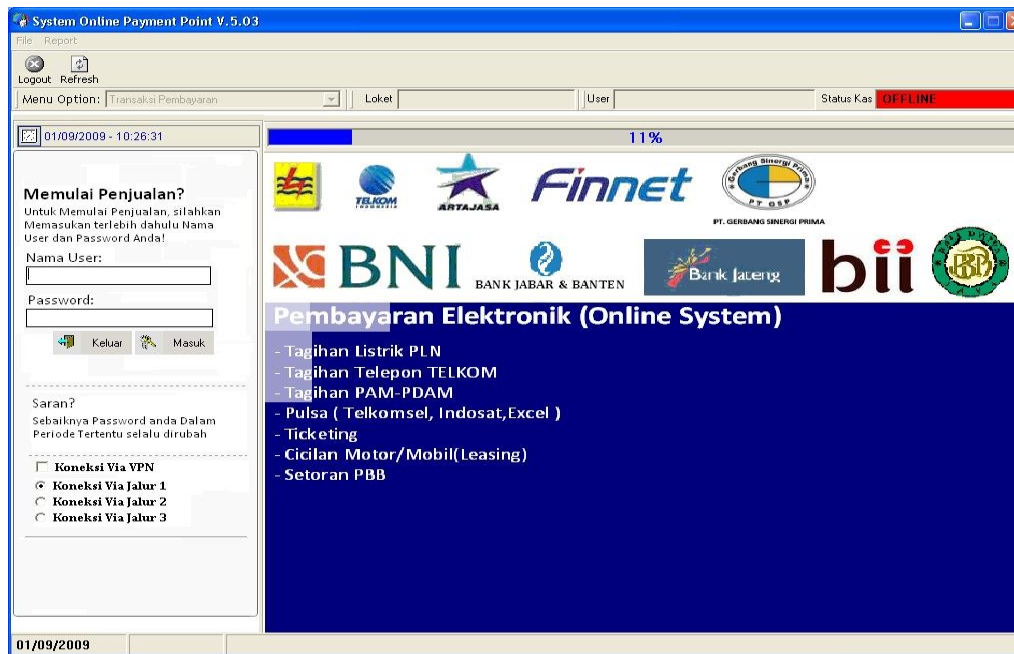 System Online Payment Point V.5.03
File Report
Logout Refresh
Menu Option: Transaksi Pembayaran Loket User Status Kas OFFLINE
01/09/2009 - 10:26:31
11%
Memulai Penjualan?
Untuk Memulai Penjualan, silahkan
Memasukan terlebih dahulu Nama
User dan Password Anda!
Nama User:
Password:
Keluar Masuk
Saran?
Sebaiknya Password anda Dalam
Periode Tertentu selalu dirubah
Koneksi Via VPN
Koneksi Via Jalur 1
Koneksi Via Jalur 2
Koneksi Via Jalur 3
TELKOM
INDONESIA
ARTAJASA
Finnet
Gerbang Sinergi Prima
PT GSP
PT. GERBANG SINERGI PRIMA
BNI
BANK JABAR & BANTEN
Bank Jateng
bii
Pembayaran Elektronik (Online System)
- Tagihan Listrik PLN
- Tagihan Telepon TELKOM
- Tagihan PAM-PDAM
- Pulsa ( Telkomsel, Indosat,Excel )
- Ticketing
- Cicilan Motor/Mobil(Leasing)
- Setoran PBB
01/09/2009